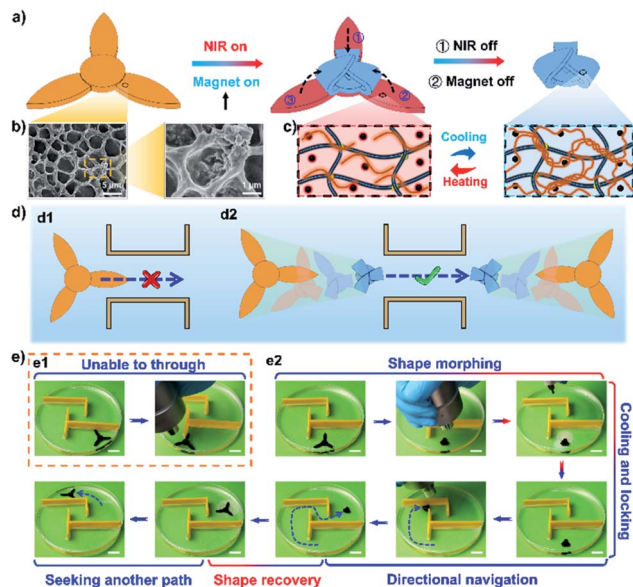 a)
NIR on
Magnet on
①
②
③
① NIR off
② Magnet off
b)
5 μm
1 μm
c)
Cooling
Heating
d)
d1
d2
e)
e1
Unable to through
e2
Shape morphing
Cooling and locking
Seeking another path
Shape recovery
Directional navigation